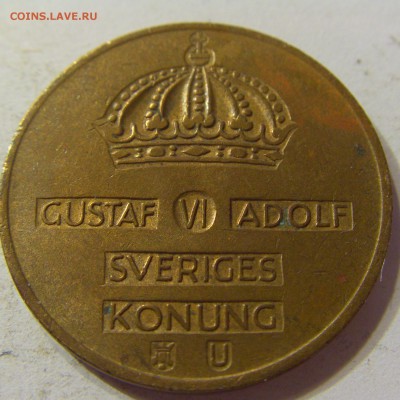 COINS.LAVE.RU
GUSTAF VI ADOLF
SVERIGES
KONUNG
U